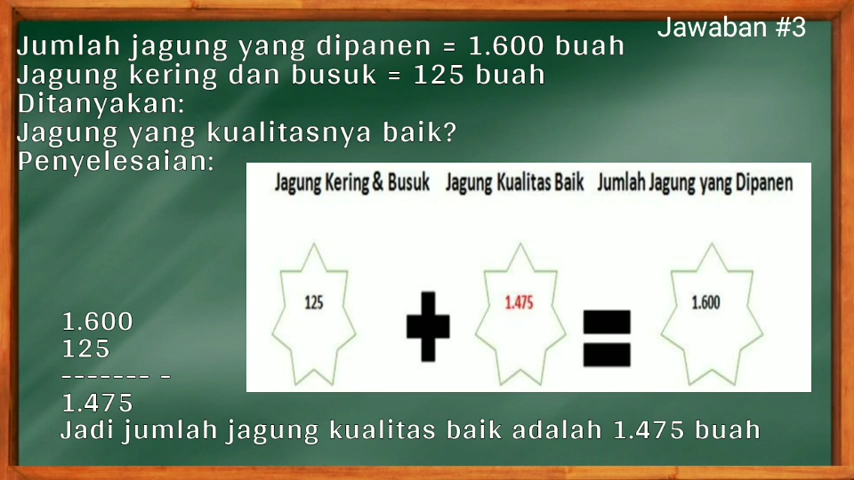 Jawaban #3
Jumlah jagung yang dipanen = 1.600 buah
Jagung kering dan busuk = 125 buah
Ditanyakan:
Jagung yang kualitasnya baik?
Penyelesaian:
Jagung Kering & Busuk Jagung Kualitas Baik Jumlah Jagung yang Dipanen
125 + 1.475 = 1.600
1.600
125
------- -
1.475
Jadi jumlah jagung kualitas baik adalah 1.475 buah